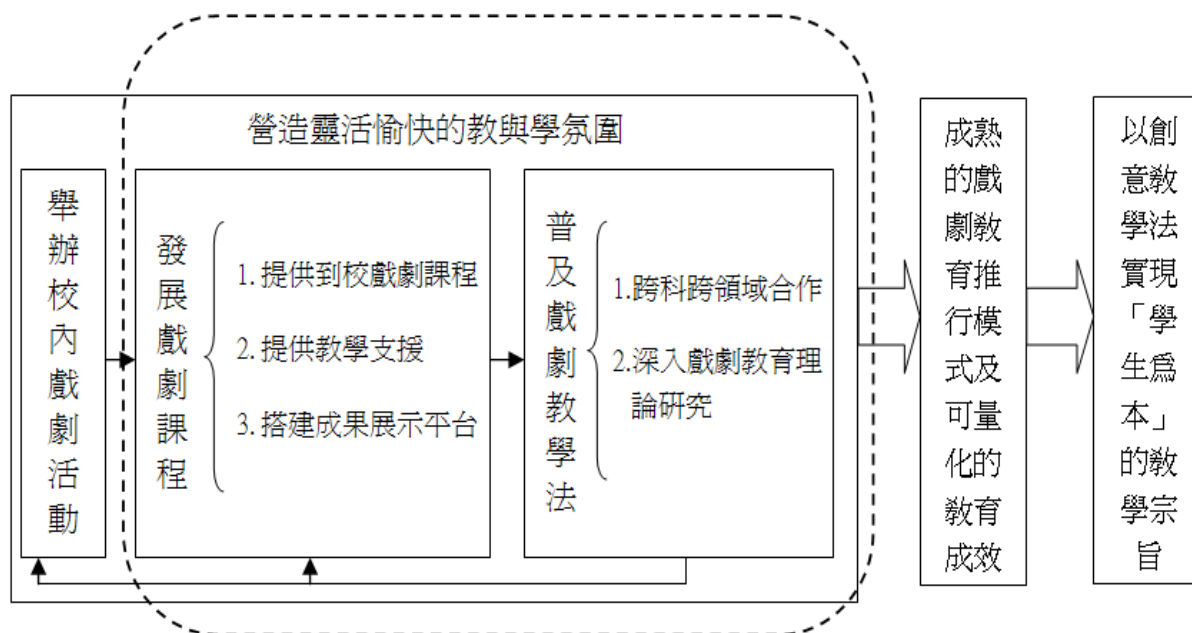 營造靈活愉快的教與學氛圍
舉辦校內戲劇活動
發展戲劇課程
1. 提供到校戲劇課程
2. 提供教學支援
3. 搭建成果展示平台
普及戲劇教學法
1.跨科跨領域合作
2.深入戲劇教育理
論研究
成熟
的戲
劇教
育推
行模
式及
可量
化的
教育
成效
以創
意教
學法
實現
「學
生為
本」
的教
學宗
旨